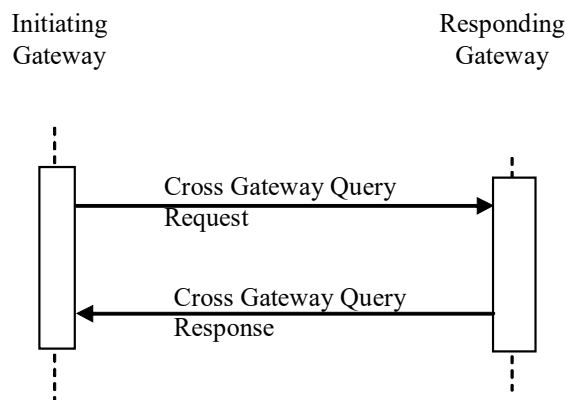 Initiating
Gateway
Responding
Gateway
Cross Gateway Query
Request
Cross Gateway Query
Response